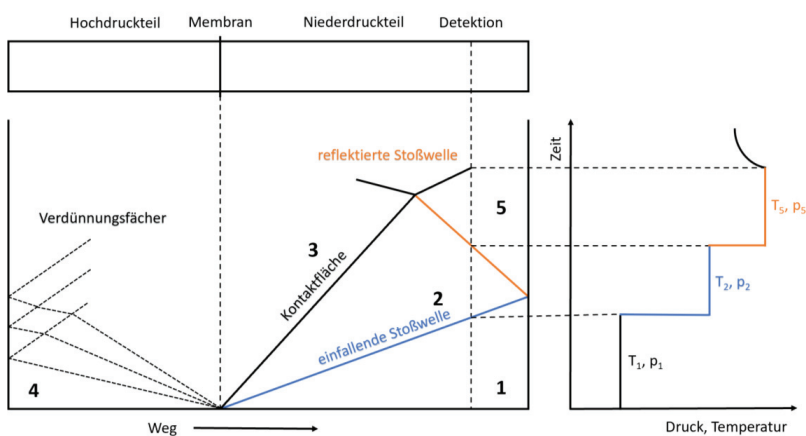 Hochdruckteil
Membran
Niederdruckteil
Detektion
reflektierte Stoßwelle
Zeit
Verdünnungsfächer
5
T5, p5
3
Kontaktfläche
2
T2, p2
einfallende Stoßwelle
4
1
T1, p1
Weg
Druck, Temperatur